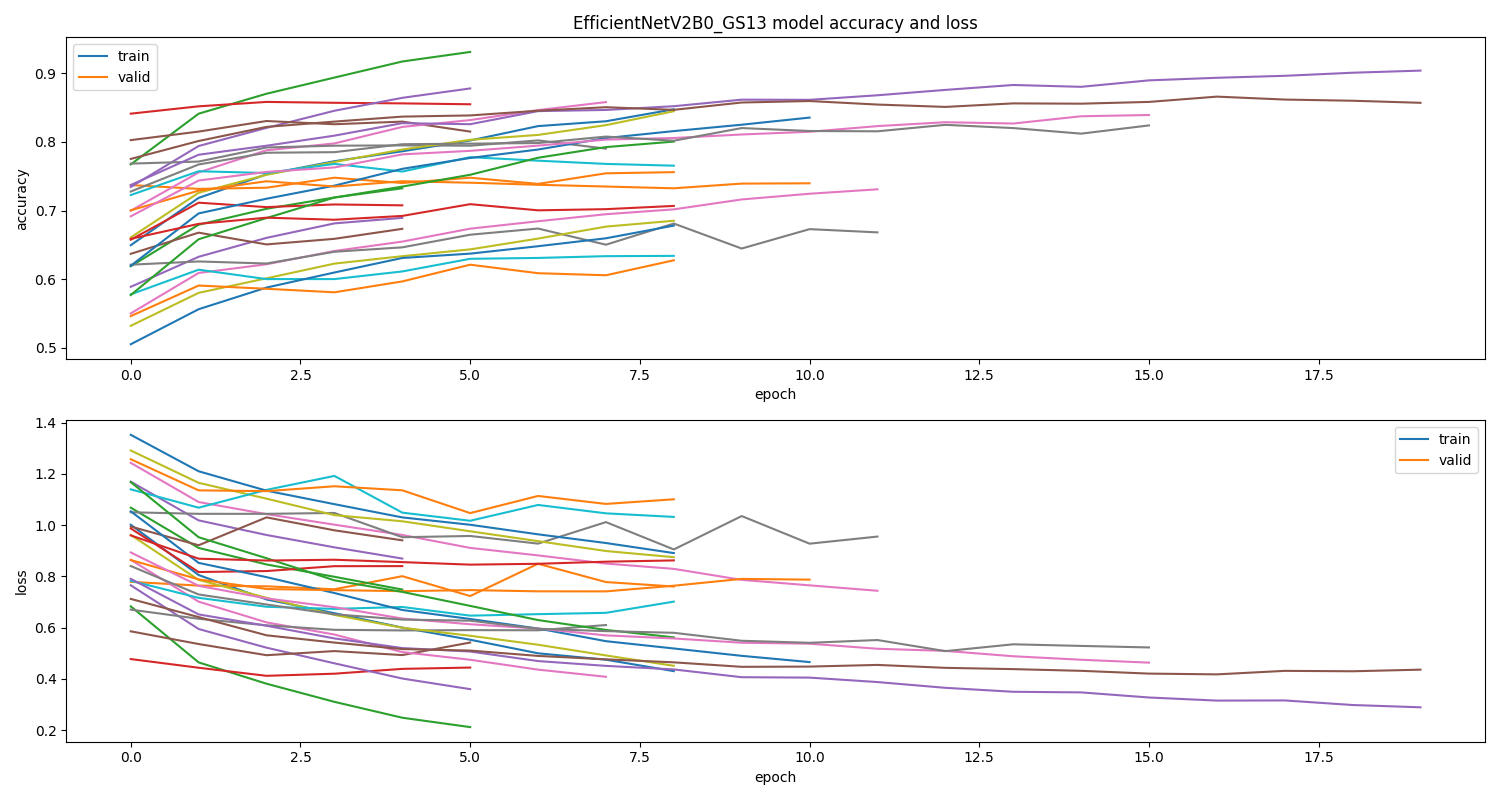 EfficientNetV2B0_GS13 model accuracy and loss
train
valid
accuracy
0.9
0.8
0.7
0.6
0.5
0.0 2.5 5.0 7.5 10.0 12.5 15.0 17.5
epoch
train
valid
loss
1.4
1.2
1.0
0.8
0.6
0.4
0.2
0.0 2.5 5.0 7.5 10.0 12.5 15.0 17.5
epoch